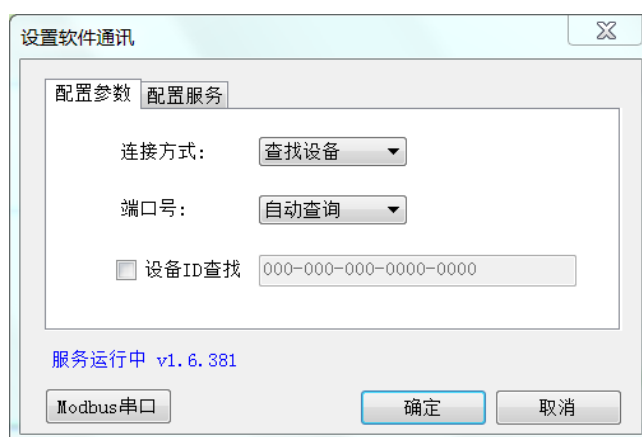 设置软件通讯
配置参数 配置服务
连接方式: 查找设备
端口号: 自动查询
设备ID查找 000-000-000-0000-0000
服务运行中 v1.6.381
Modbus串口 确定 取消